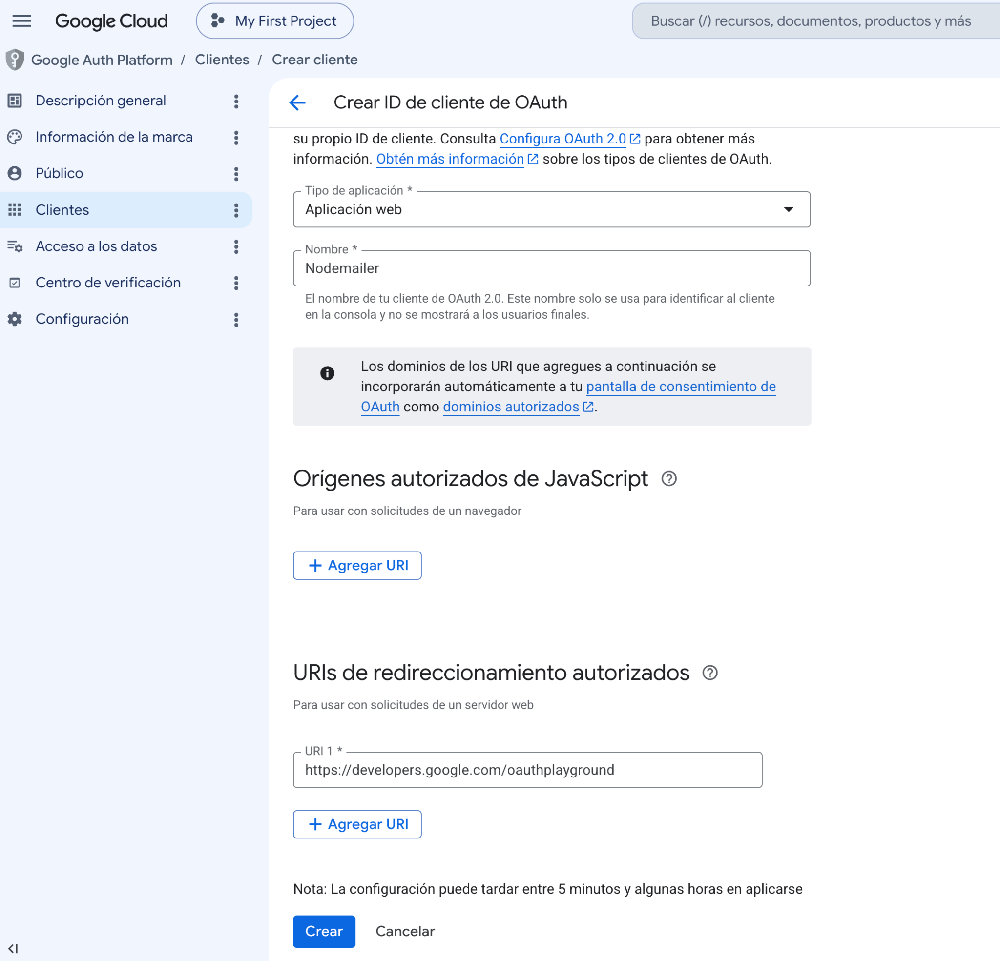 Google Cloud
My First Project
Buscar (/) recursos, documentos, productos y más
Google Auth Platform / Clientes / Crear cliente
Descripción general
Información de la marca
Público
Clientes
Acceso a los datos
Centro de verificación
Configuración
Crear ID de cliente de OAuth
su propio ID de cliente. Consulta Configura OAuth 2.0 para obtener más
información. Obtén más información sobre los tipos de clientes de OAuth.
Tipo de aplicación *
Aplicación web
Nombre *
Nodemailer
El nombre de tu cliente de OAuth 2.0. Este nombre solo se usa para identificar al cliente
en la consola y no se mostrará a los usuarios finales.
Los dominios de los URI que agregues a continuación se
incorporarán automáticamente a tu pantalla de consentimiento de
OAuth como dominios autorizados.
Orígenes autorizados de JavaScript
Para usar con solicitudes de un navegador
+ Agregar URI
URIs de redireccionamiento autorizados
Para usar con solicitudes de un servidor web
URI 1 *
https://developers.google.com/oauthplayground
+ Agregar URI
Nota: La configuración puede tardar entre 5 minutos y algunas horas en aplicarse
Crear
Cancelar